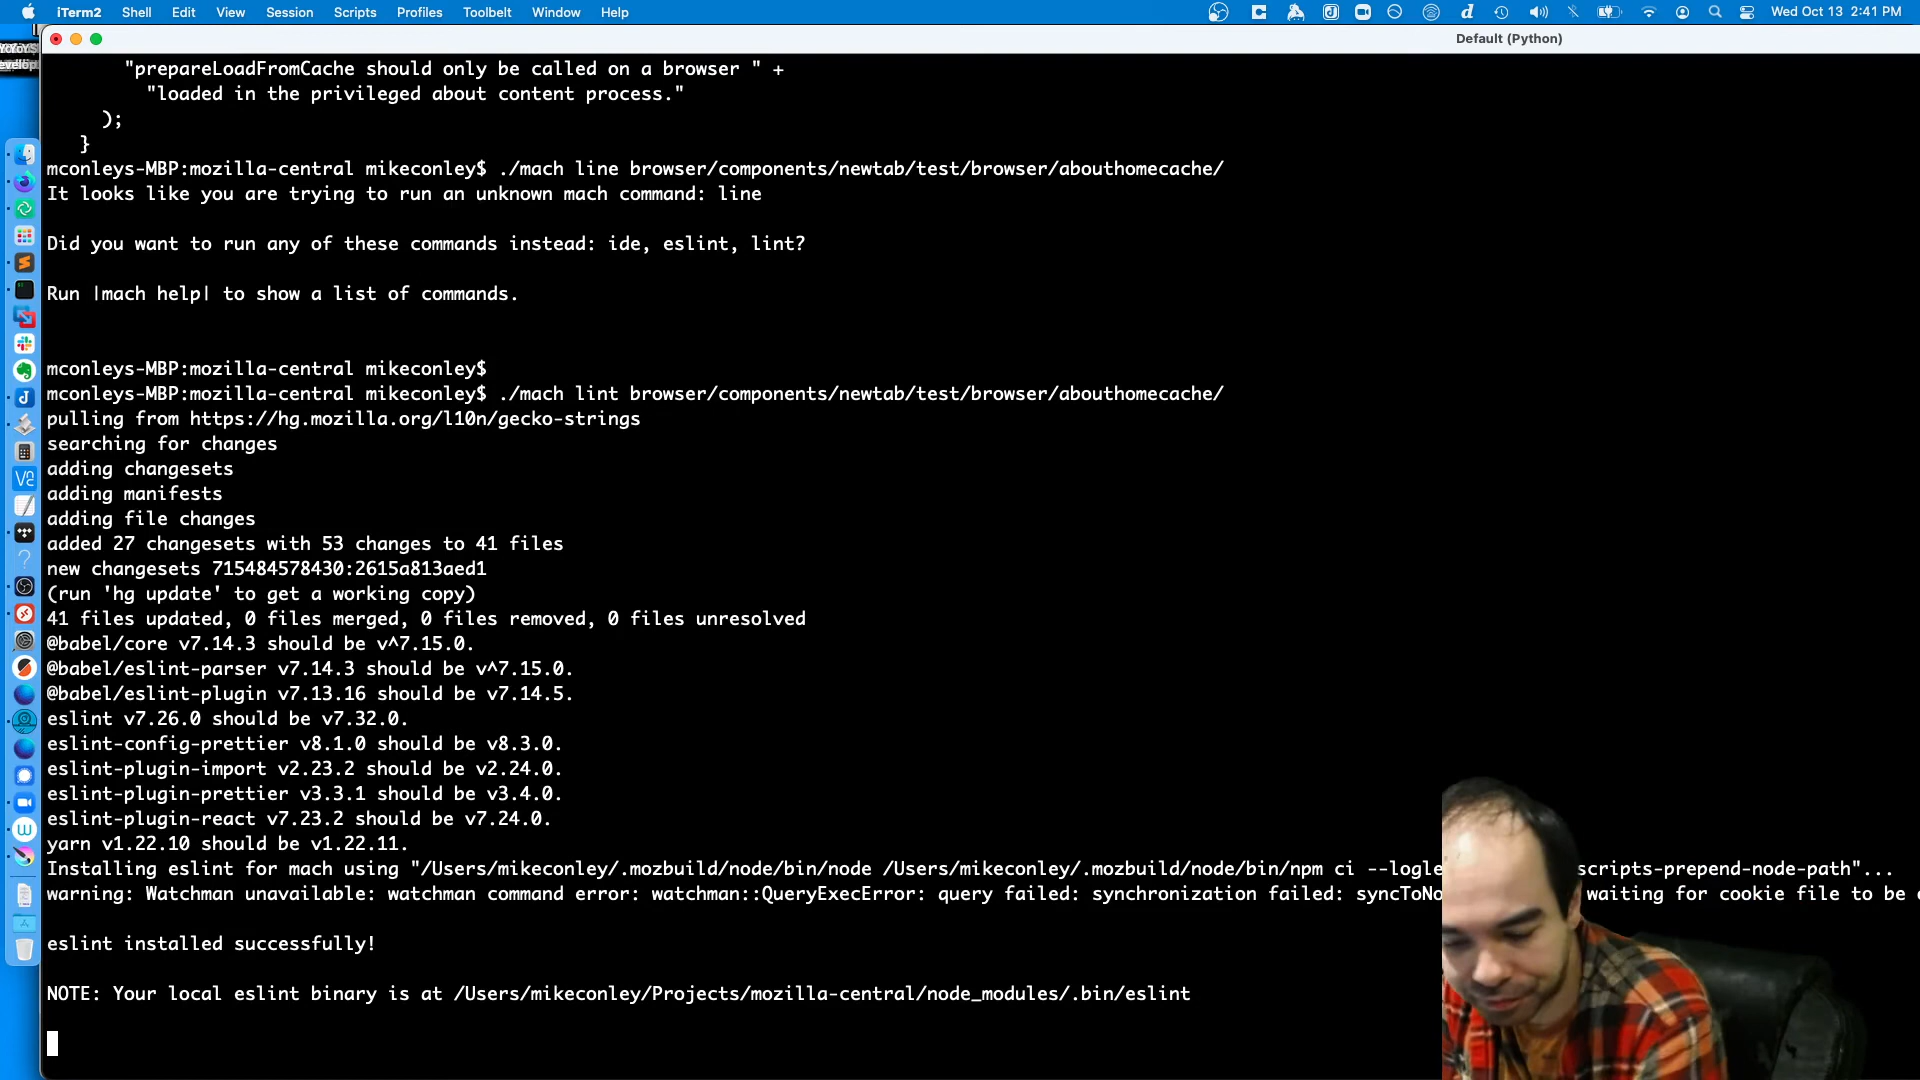 iTerm2 Shell Edit View Session Scripts Profiles Toolbelt Window Help
Wed Oct 13 2:41 PM
Default (Python)
"prepareLoadFromCache should only be called on a browser " +
"loaded in the privileged about content process."
);
}
mconleys-MBP:mozilla-central mikeconley$ ./mach line browser/components/newtab/test/browser/abouthomecache/
It looks like you are trying to run an unknown mach command: line
Did you want to run any of these commands instead: ide, eslint, lint?
Run |mach help| to show a list of commands.
mconleys-MBP:mozilla-central mikeconley$
mconleys-MBP:mozilla-central mikeconley$ ./mach lint browser/components/newtab/test/browser/abouthomecache/
pulling from https://hg.mozilla.org/l10n/gecko-strings
searching for changes
adding changesets
adding manifests
adding file changes
added 27 changesets with 53 changes to 41 files
new changesets 715484578430:2615a813aed1
(run 'hg update' to get a working copy)
41 files updated, 0 files merged, 0 files removed, 0 files unresolved
@babel/core v7.14.3 should be v^7.15.0.
@babel/eslint-parser v7.14.3 should be v^7.15.0.
@babel/eslint-plugin v7.13.16 should be v7.14.5.
eslint v7.26.0 should be v7.32.0.
eslint-config-prettier v8.1.0 should be v8.3.0.
eslint-plugin-import v2.23.2 should be v2.24.0.
eslint-plugin-prettier v3.3.1 should be v3.4.0.
eslint-plugin-react v7.23.2 should be v7.24.0.
yarn v1.22.10 should be v1.22.11.
Installing eslint for mach using "/Users/mikeconley/.mozbuild/node/bin/node /Users/mikeconley/.mozbuild/node/bin/npm ci --logle scripts-prepend-node-path"...
warning: Watchman unavailable: watchman command error: watchman::QueryExecError: query failed: synchronization failed: syncToNo waiting for cookie file to be
eslint installed successfully!
NOTE: Your local eslint binary is at /Users/mikeconley/Projects/mozilla-central/node_modules/.bin/eslint